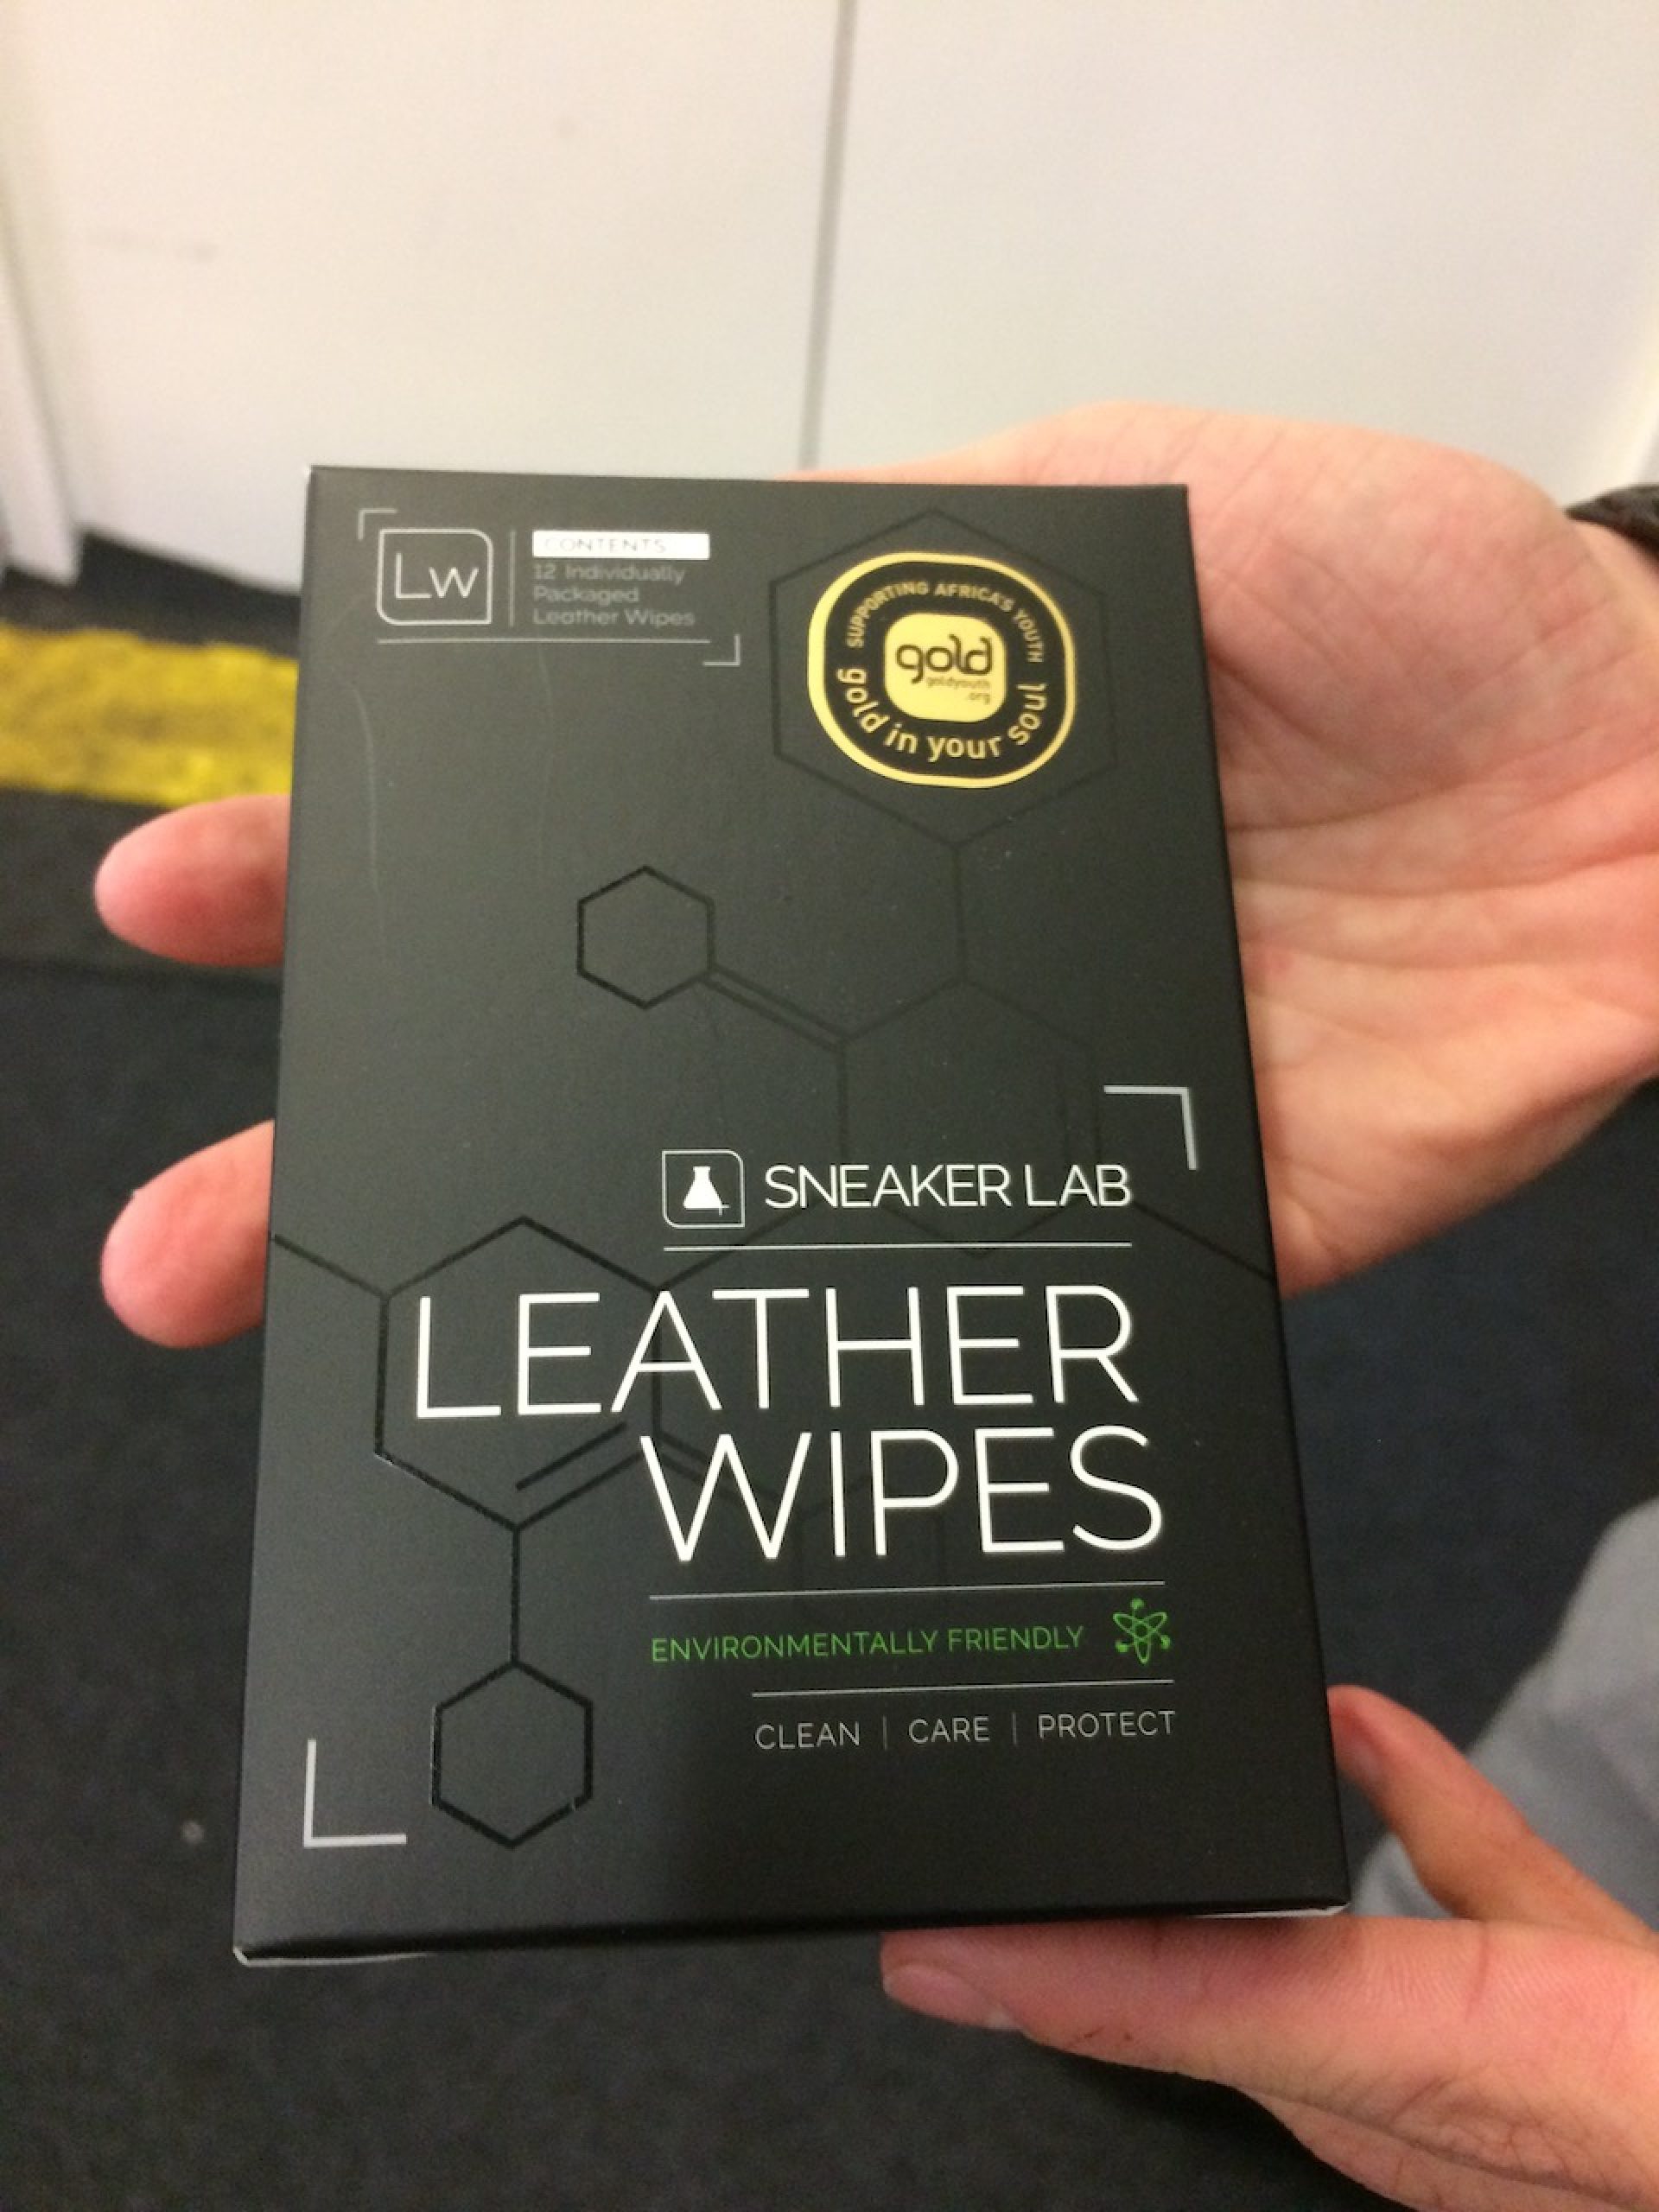 Lw
CONTENTS
12 Individually
Packaged
Leather Wipes
SUPPORTING AFRICA'S YOUTH
gold
goldyouth
.org
gold in your soul
SNEAKER LAB
LEATHER
WIPES
ENVIRONMENTALLY FRIENDLY
CLEAN | CARE | PROTECT